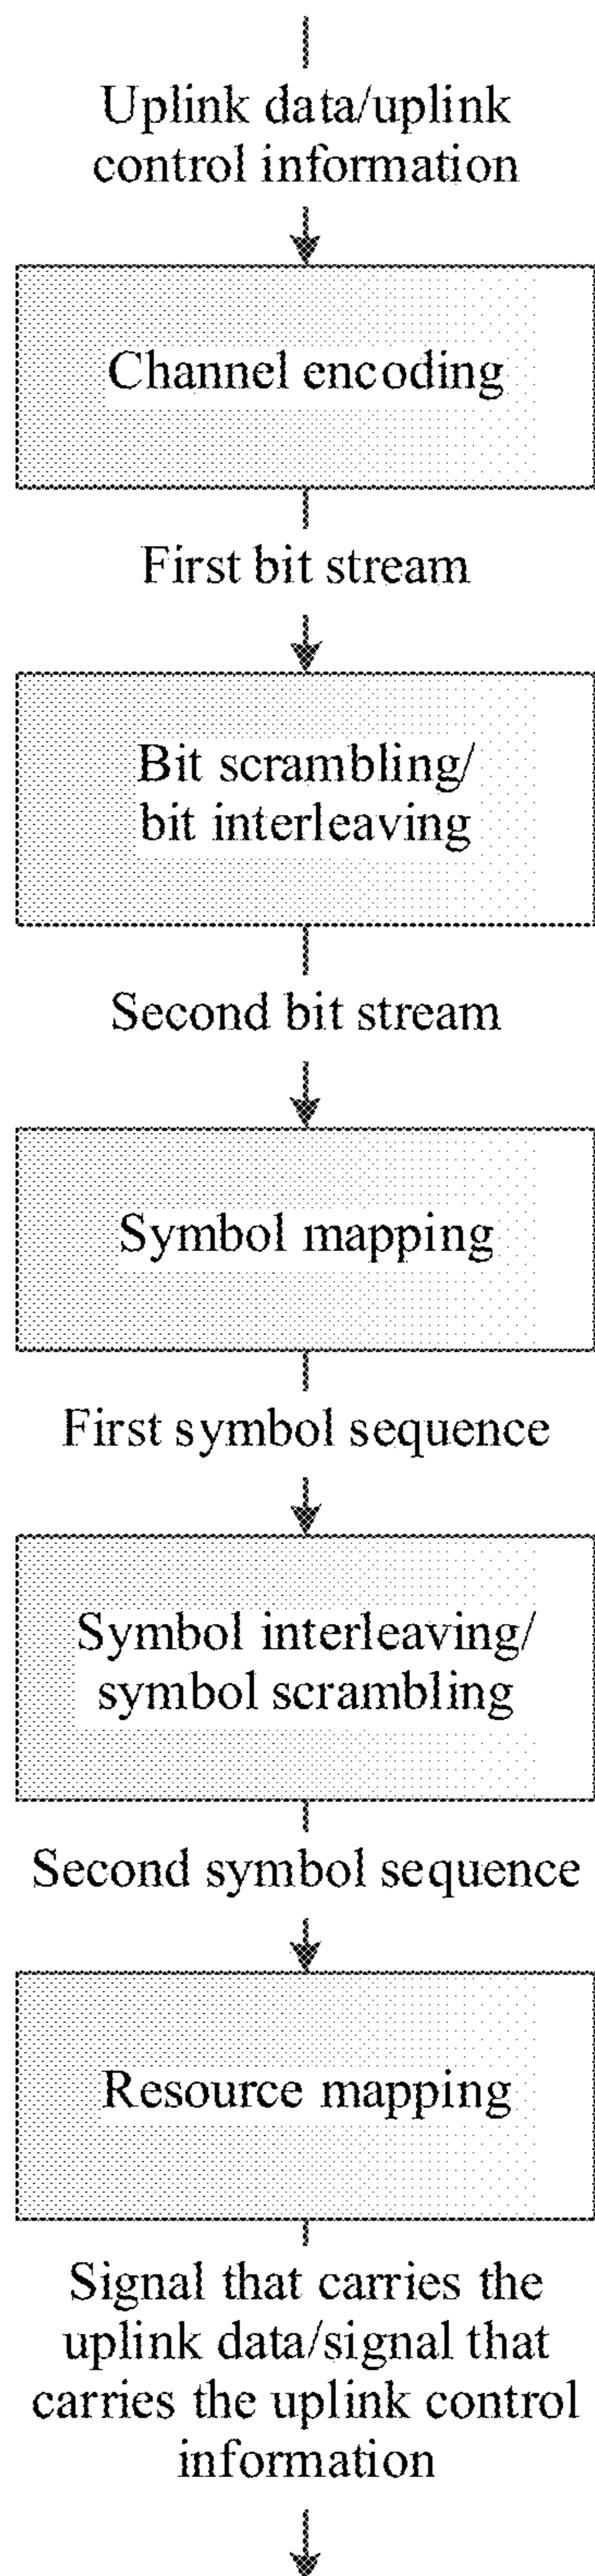 Uplink data/uplink
control information
Channel encoding
First bit stream
Bit scrambling/
bit interleaving
Second bit stream
Symbol mapping
First symbol sequence
Symbol interleaving/
symbol scrambling
Second symbol sequence
Resource mapping
Signal that carries the
uplink data/signal that
carries the uplink control
information